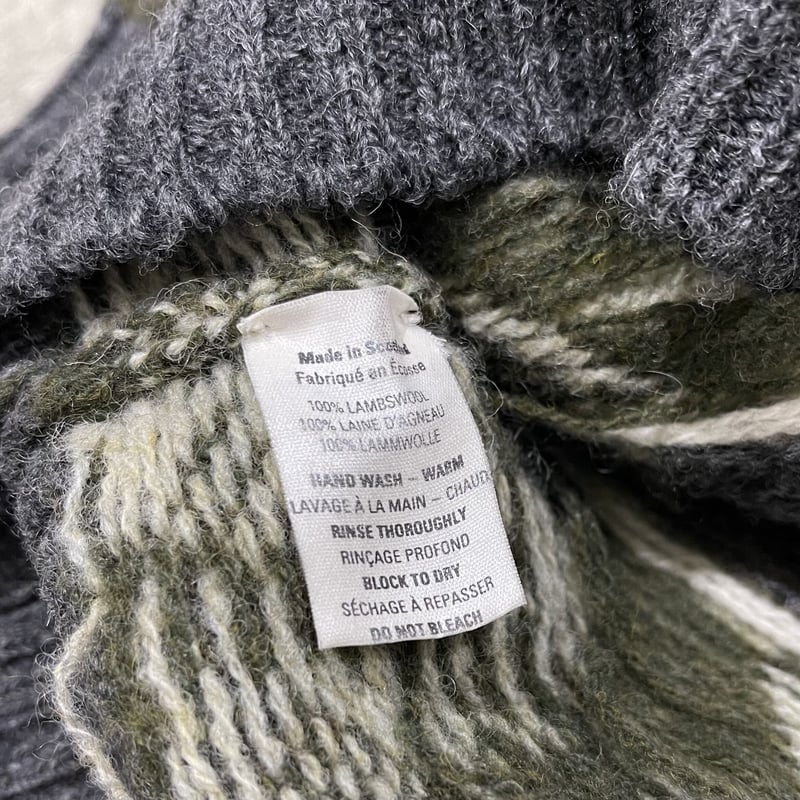 Made in Scotland
Fabriqué en Écosse
100% LAMBSWOOL
100% LAINE D'AGNEAU
100% LAMMWOLLE
HAND WASH – WARM
LAVAGE À LA MAIN – CHAUDE
RINSE THOROUGHLY
RINÇAGE PROFOND
BLOCK TO DRY
SÉCHAGE À REPASSER
DO NOT BLEACH